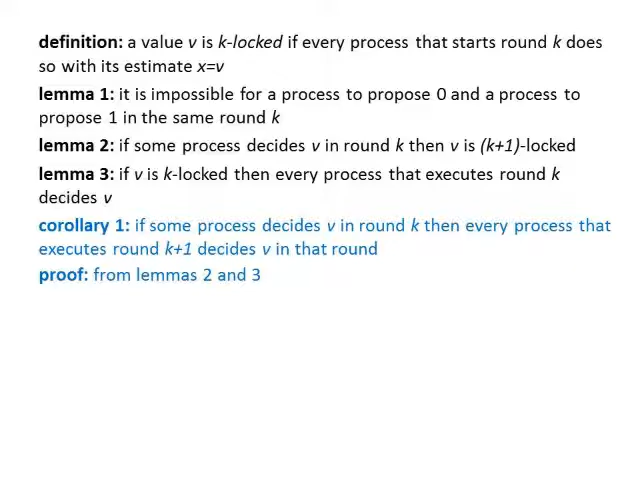 definition: a value v is k-locked if every process that starts round k does
so with its estimate x=v
lemma 1: it is impossible for a process to propose 0 and a process to
propose 1 in the same round k
lemma 2: if some process decides v in round k then v is (k+1)-locked
lemma 3: if v is k-locked then every process that executes round k
decides v
corollary 1: if some process decides v in round k then every process that
executes round k+1 decides v in that round
proof: from lemmas 2 and 3